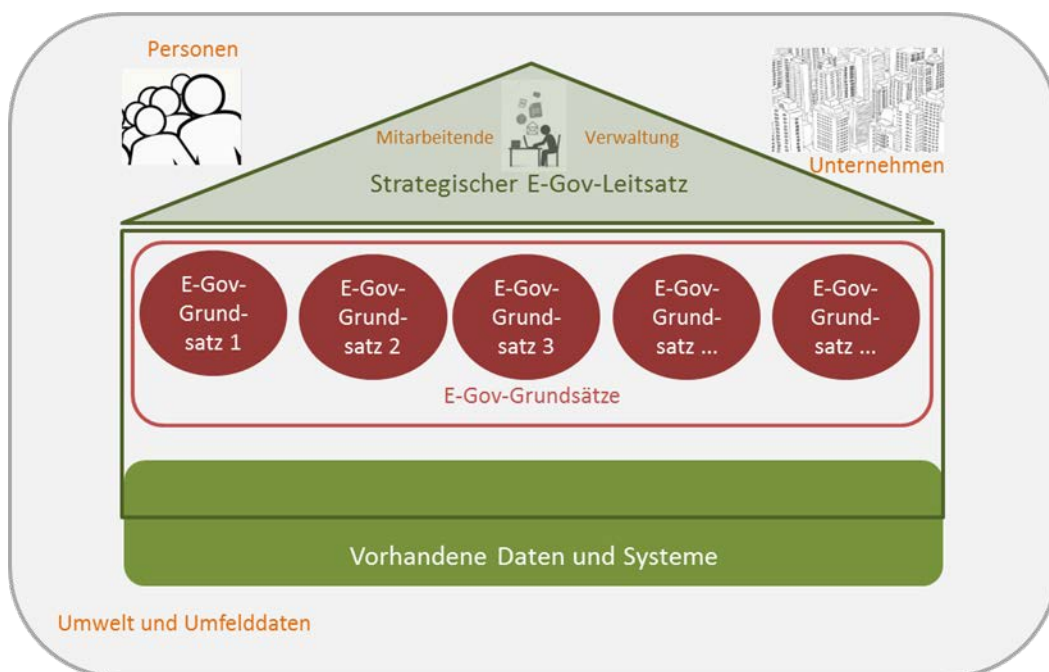 Personen
Mitarbeitende
Verwaltung
Unternehmen
Strategischer E-Gov-Leitsatz
E-Gov-
Grund-
satz 1
E-Gov-
Grund-
satz 2
E-Gov-
Grund-
satz 3
E-Gov-
Grund-
satz ...
E-Gov-
Grund-
satz ...
E-Gov-Grundsätze
Vorhandene Daten und Systeme
Umwelt und Umfelddaten